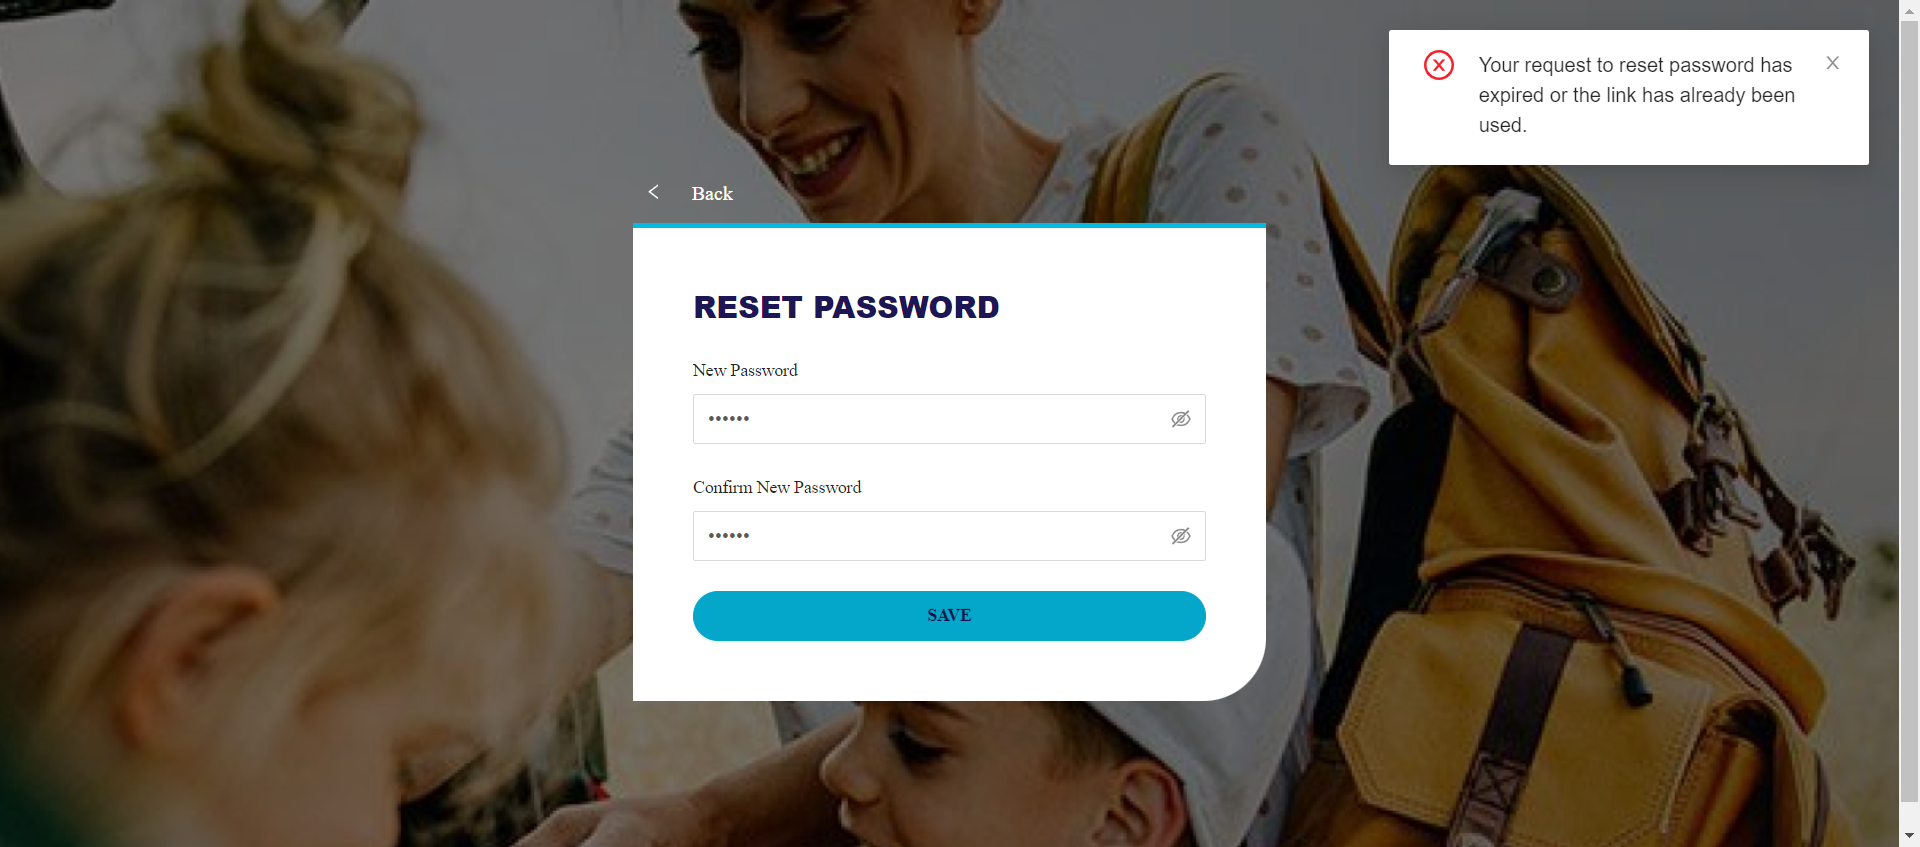 Your request to reset password has
expired or the link has already been
used.
Back
RESET PASSWORD
New Password
••••••
Confirm New Password
••••••
SAVE